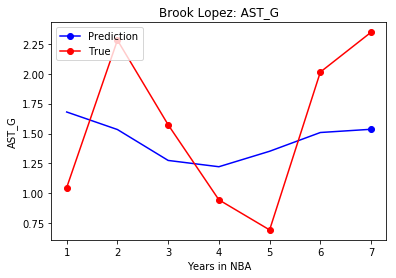 Brook Lopez: AST_G
Prediction
True
2.25
2.00
1.75
1.50
1.25
1.00
0.75
AST_G
1 2 3 4 5 6 7
Years in NBA